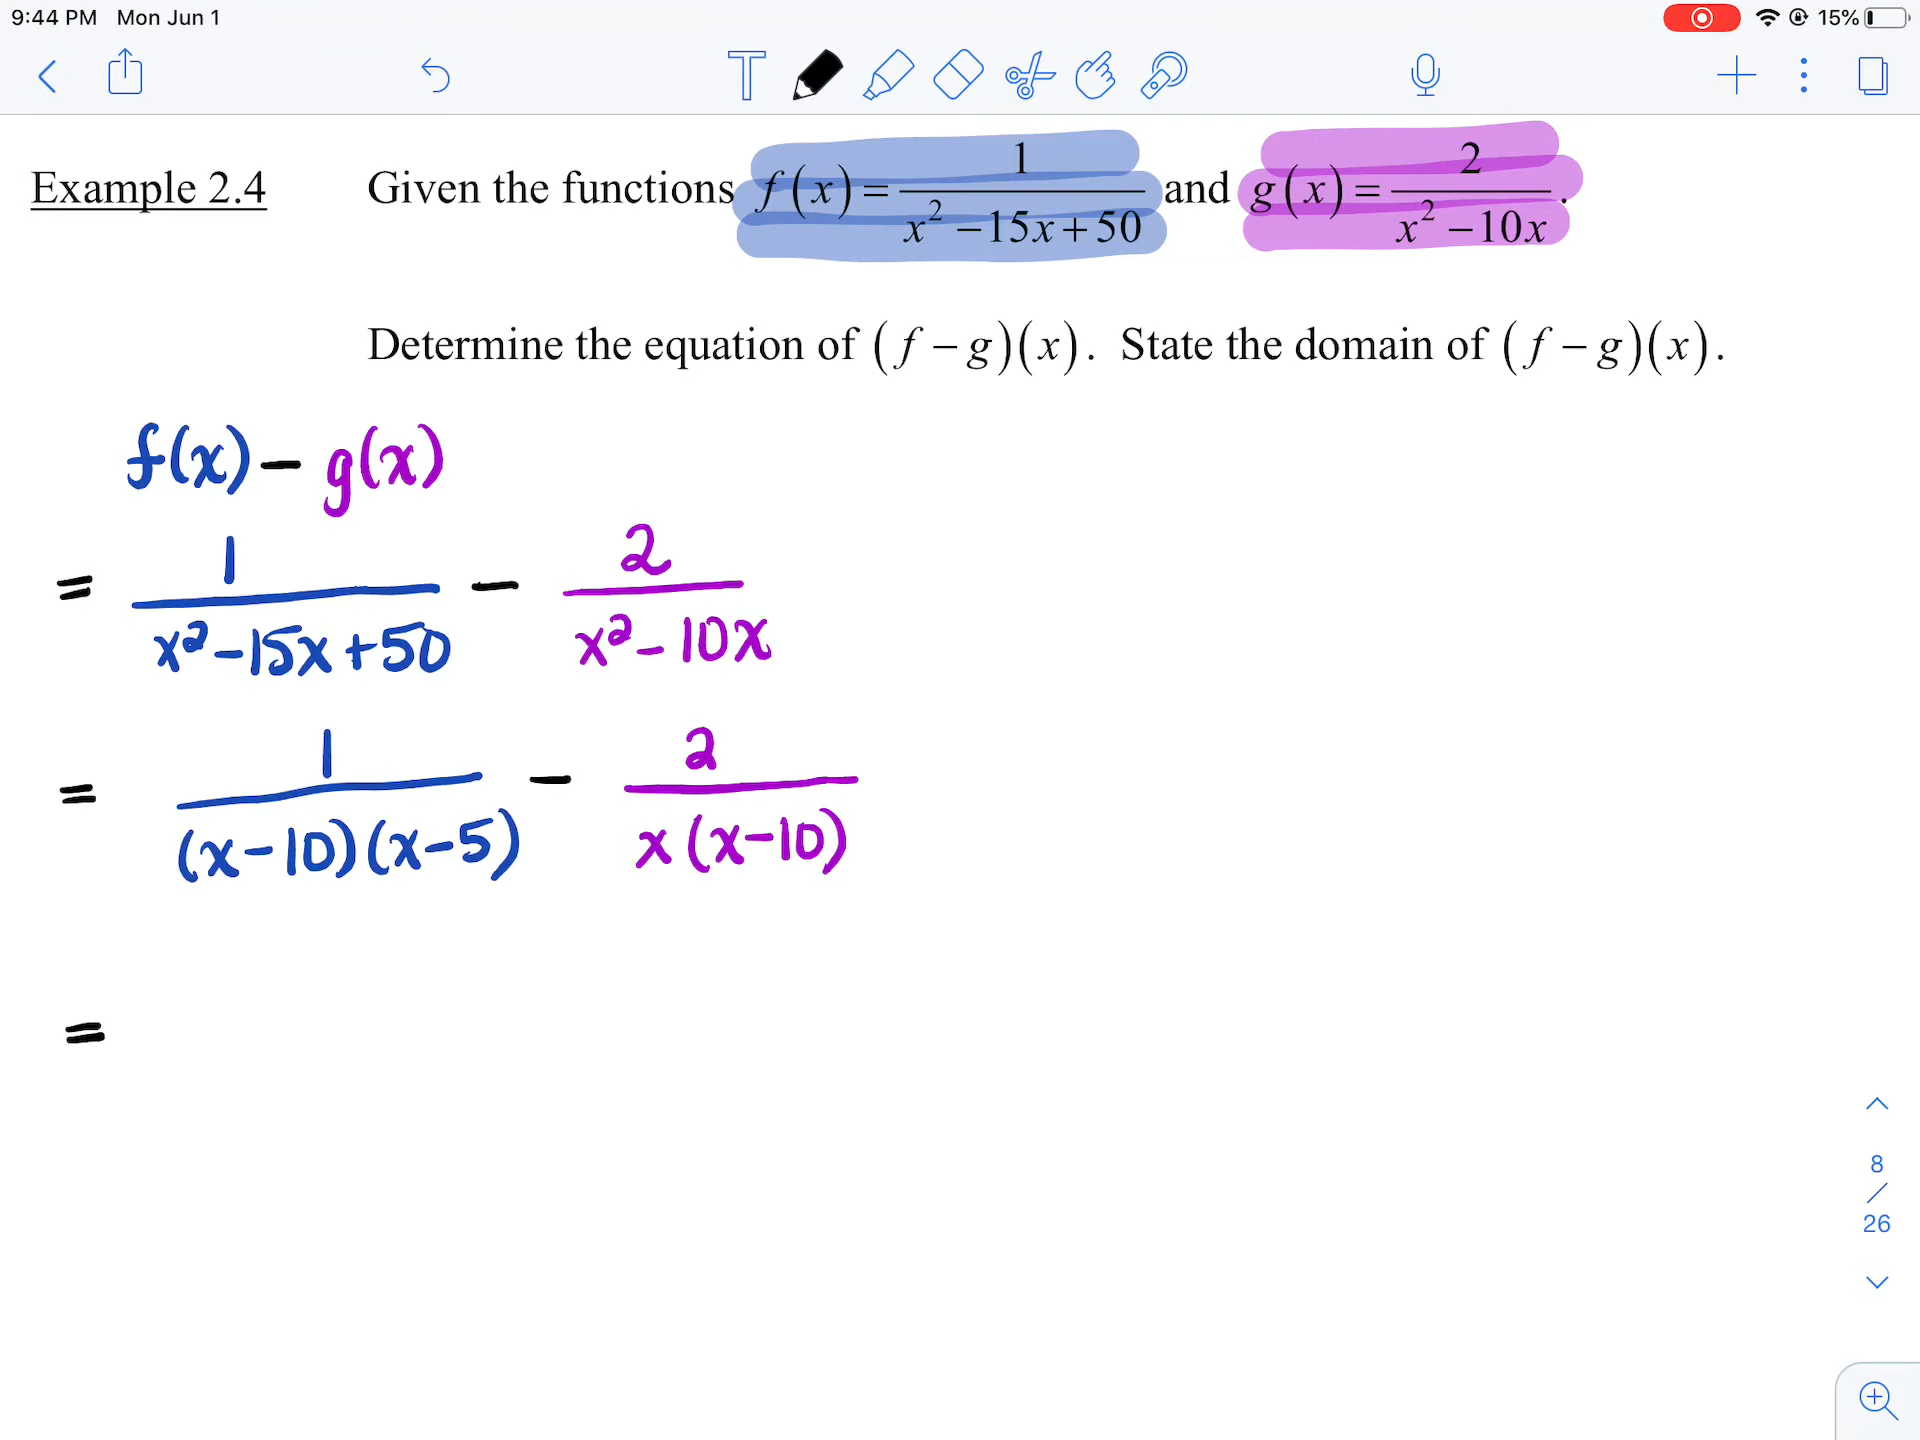 9:44 PM Mon Jun 1 15%
T
Example 2.4 Given the functions f(x) = 1/(x² − 15x + 50) and g(x) = 2/(x² − 10x).
Determine the equation of (f − g)(x). State the domain of (f − g)(x).
f(x) − g(x)
= 1/(x² − 15x + 50) − 2/(x² − 10x)
= 1/((x − 10)(x − 5)) − 2/(x(x − 10))
=
8
/
26